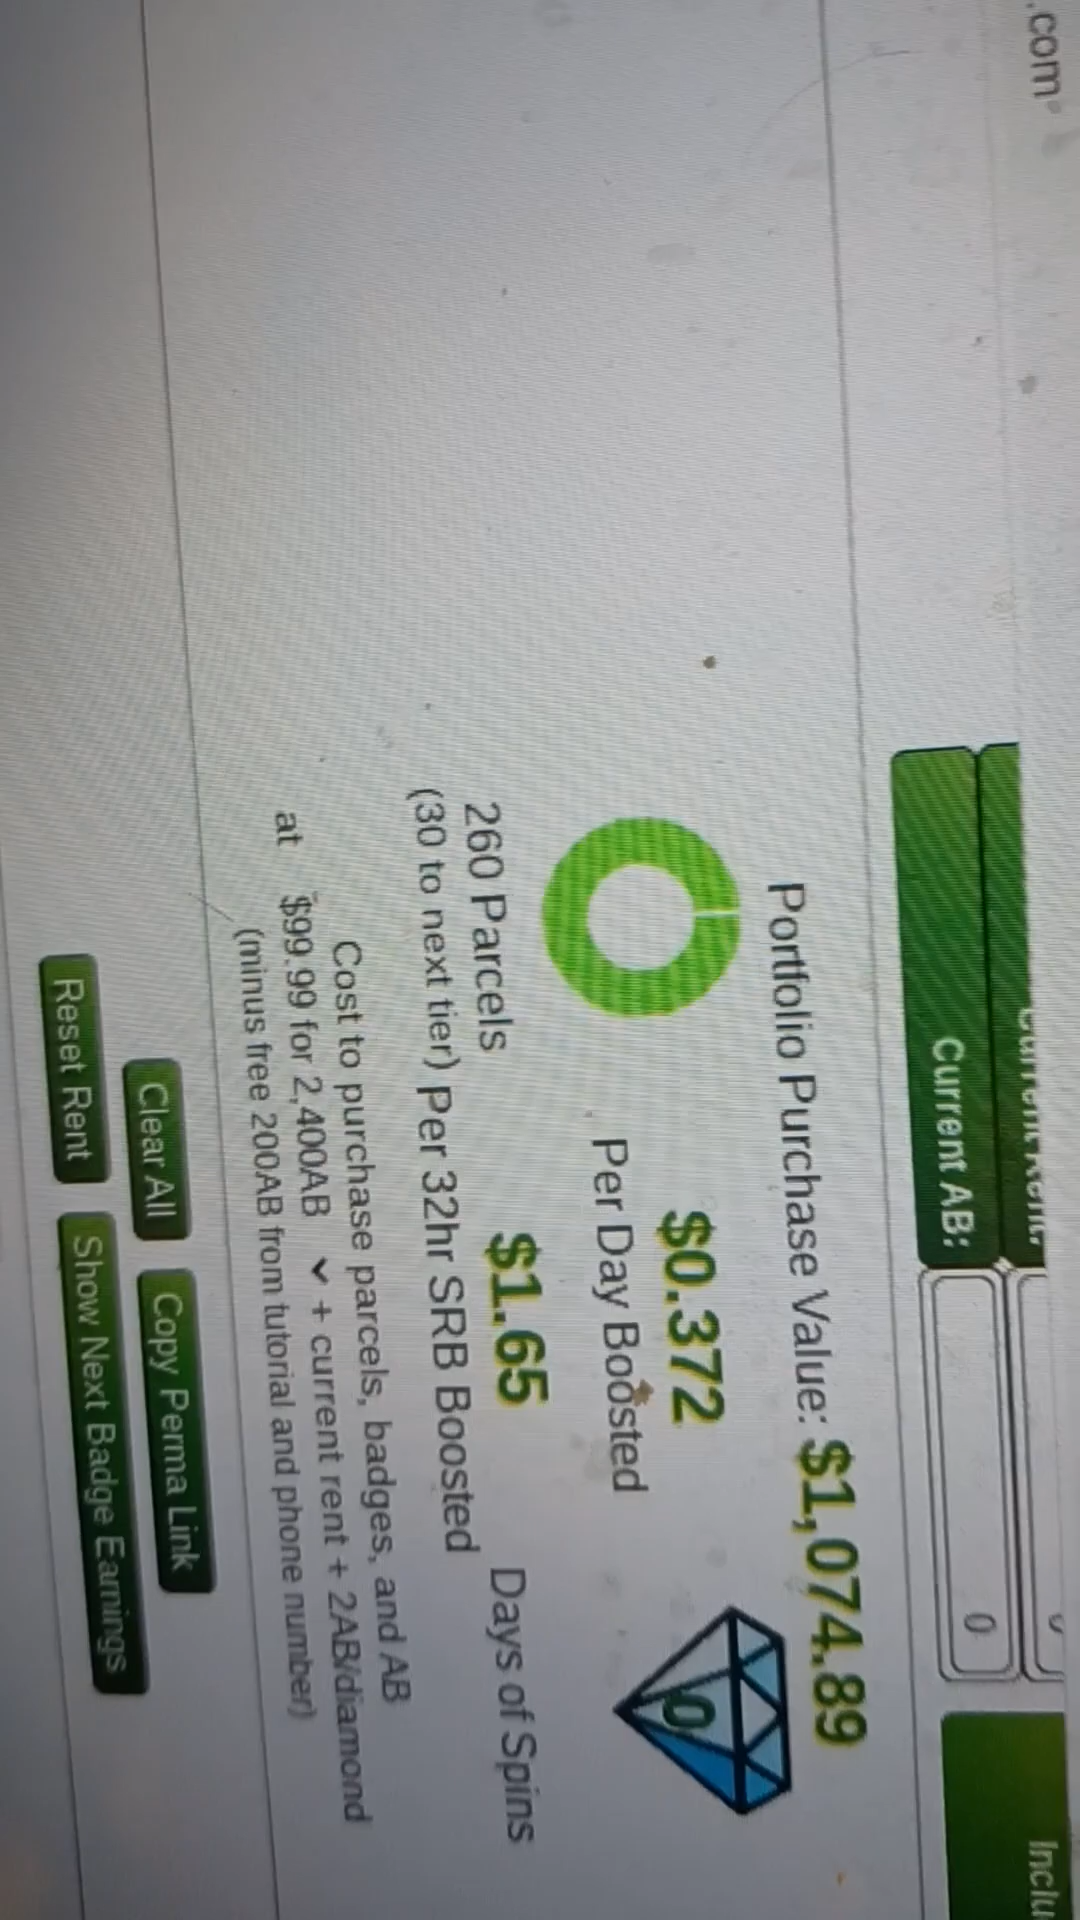 .com
Current AB:
0
Inclu
Portfolio Purchase Value: $1,074.89
$0.372
Per Day Boosted
0
260 Parcels
(30 to next tier)
$1.65
Per 32hr SRB Boosted
Days of Spins
Cost to purchase parcels, badges, and AB
at $99.99 for 2,400AB + current rent + 2AB/diamond
(minus free 200AB from tutorial and phone number)
Clear All
Copy Perma Link
Reset Rent
Show Next Badge Earnings